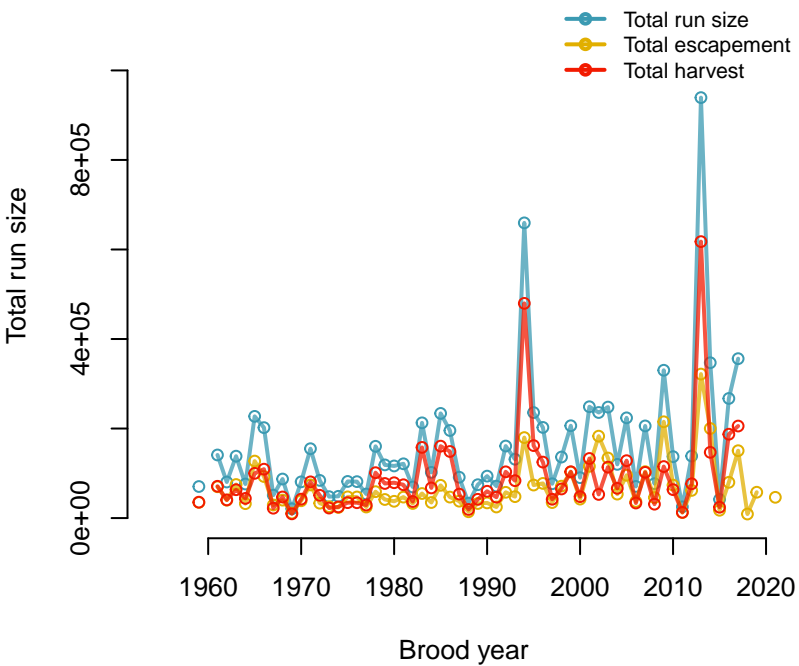 Total run size
Total escapement
Total harvest
8e+05
4e+05
0e+00
Total run size
1960 1970 1980 1990 2000 2010 2020
Brood year